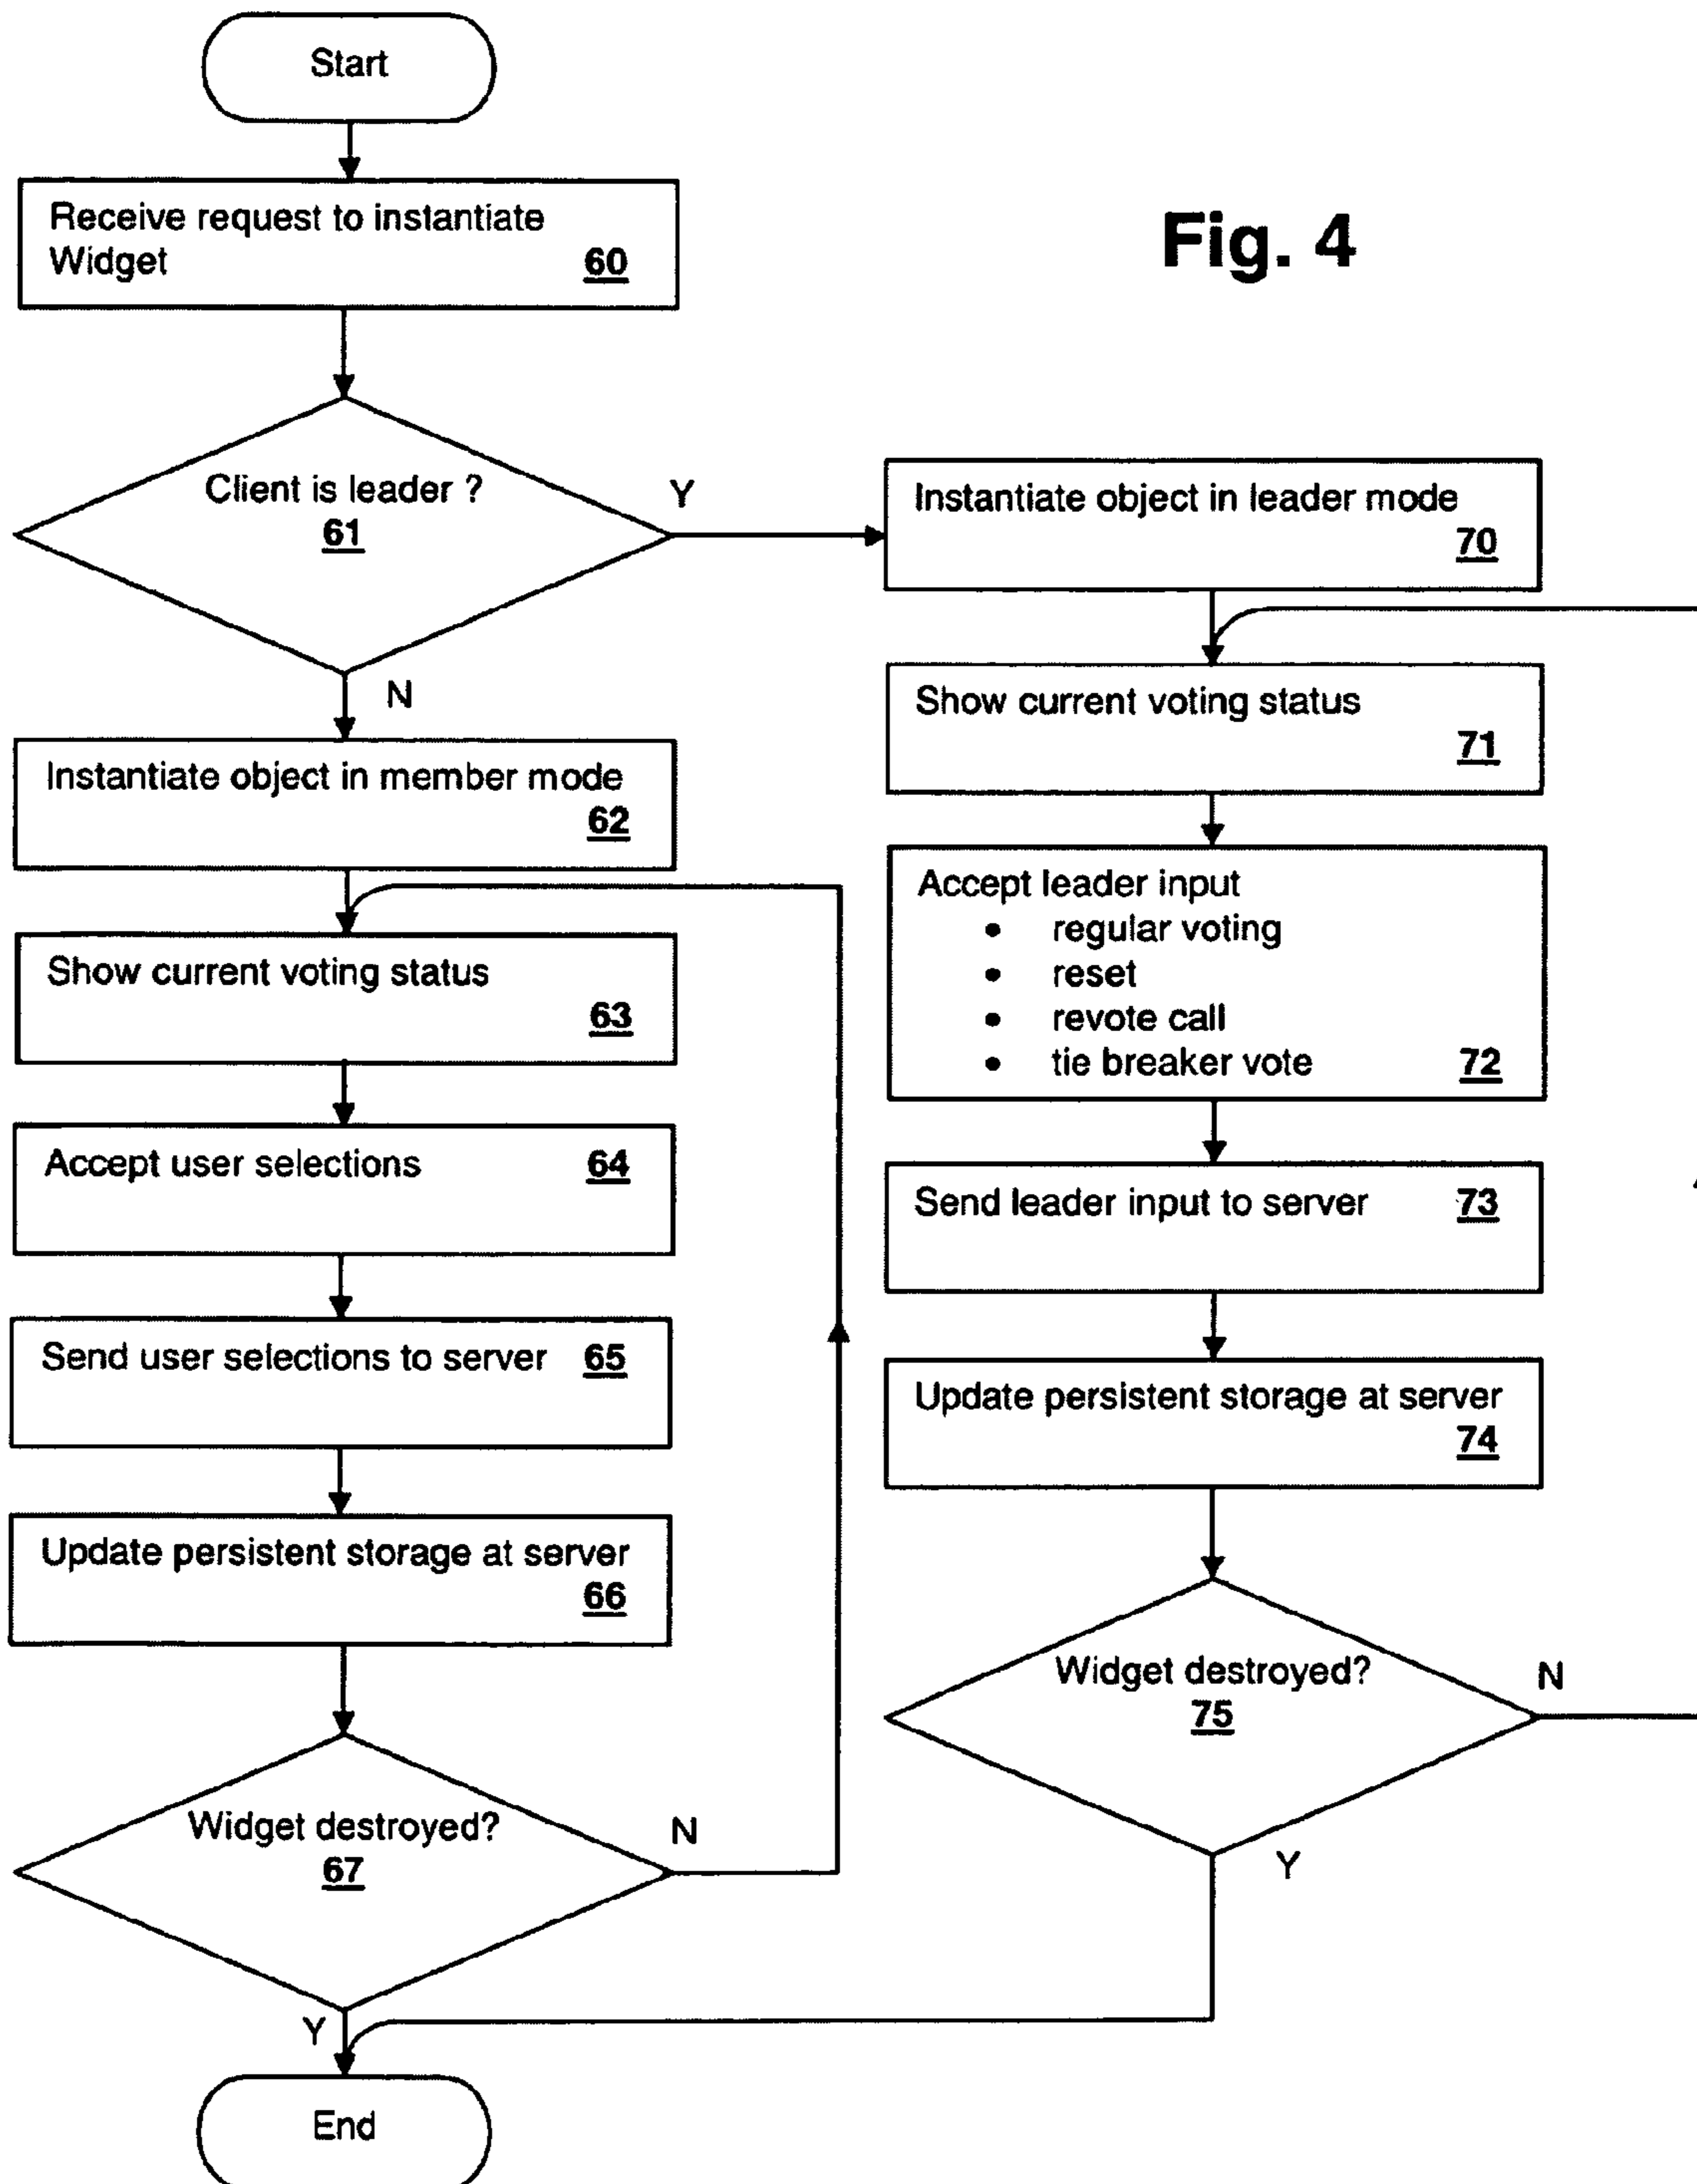 Start
Receive request to instantiate
Widget 60
Fig. 4
Client is leader ?
61
Y
N
Instantiate object in member mode
62
Show current voting status
63
Accept user selections 64
Send user selections to server 65
Update persistent storage at server
66
Widget destroyed?
67
N
Y
Instantiate object in leader mode
70
Show current voting status
71
Accept leader input
• regular voting
• reset
• revote call
• tie breaker vote 72
Send leader input to server 73
Update persistent storage at server
74
Widget destroyed?
75
N
Y
End